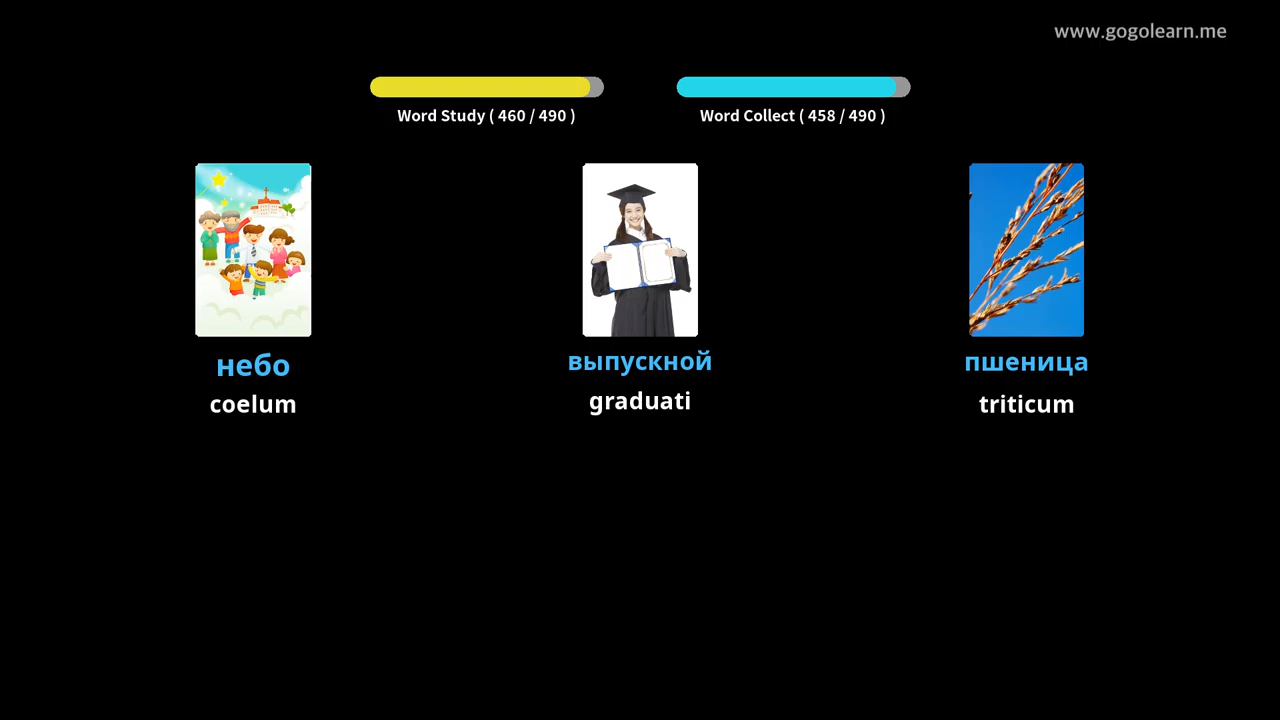 www.gogolearn.me
Word Study ( 460 / 490 )
Word Collect ( 458 / 490 )
небо
выпускной
пшеница
coelum
graduati
triticum